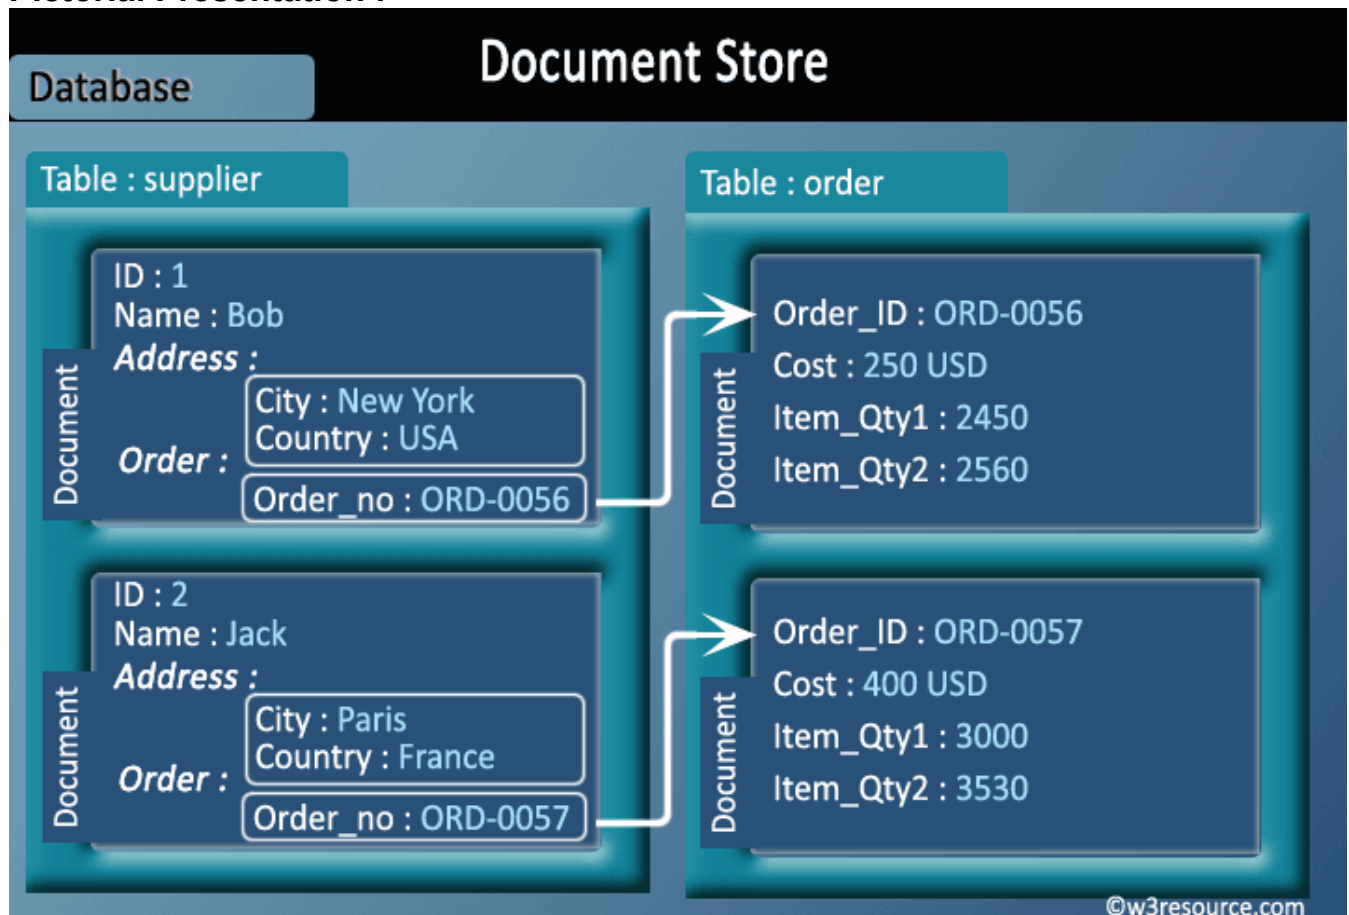 Pictorial Presentation :
Document Store
Database
Table : supplier
ID : 1
Name : Bob
Address :
City : New York
Country : USA
Order :
Order_no : ORD-0056
Document
ID : 2
Name : Jack
Address :
City : Paris
Country : France
Order :
Order_no : ORD-0057
Document
Table : order
Order_ID : ORD-0056
Cost : 250 USD
Item_Qty1 : 2450
Item_Qty2 : 2560
Document
Order_ID : ORD-0057
Cost : 400 USD
Item_Qty1 : 3000
Item_Qty2 : 3530
Document
©w3resource.com